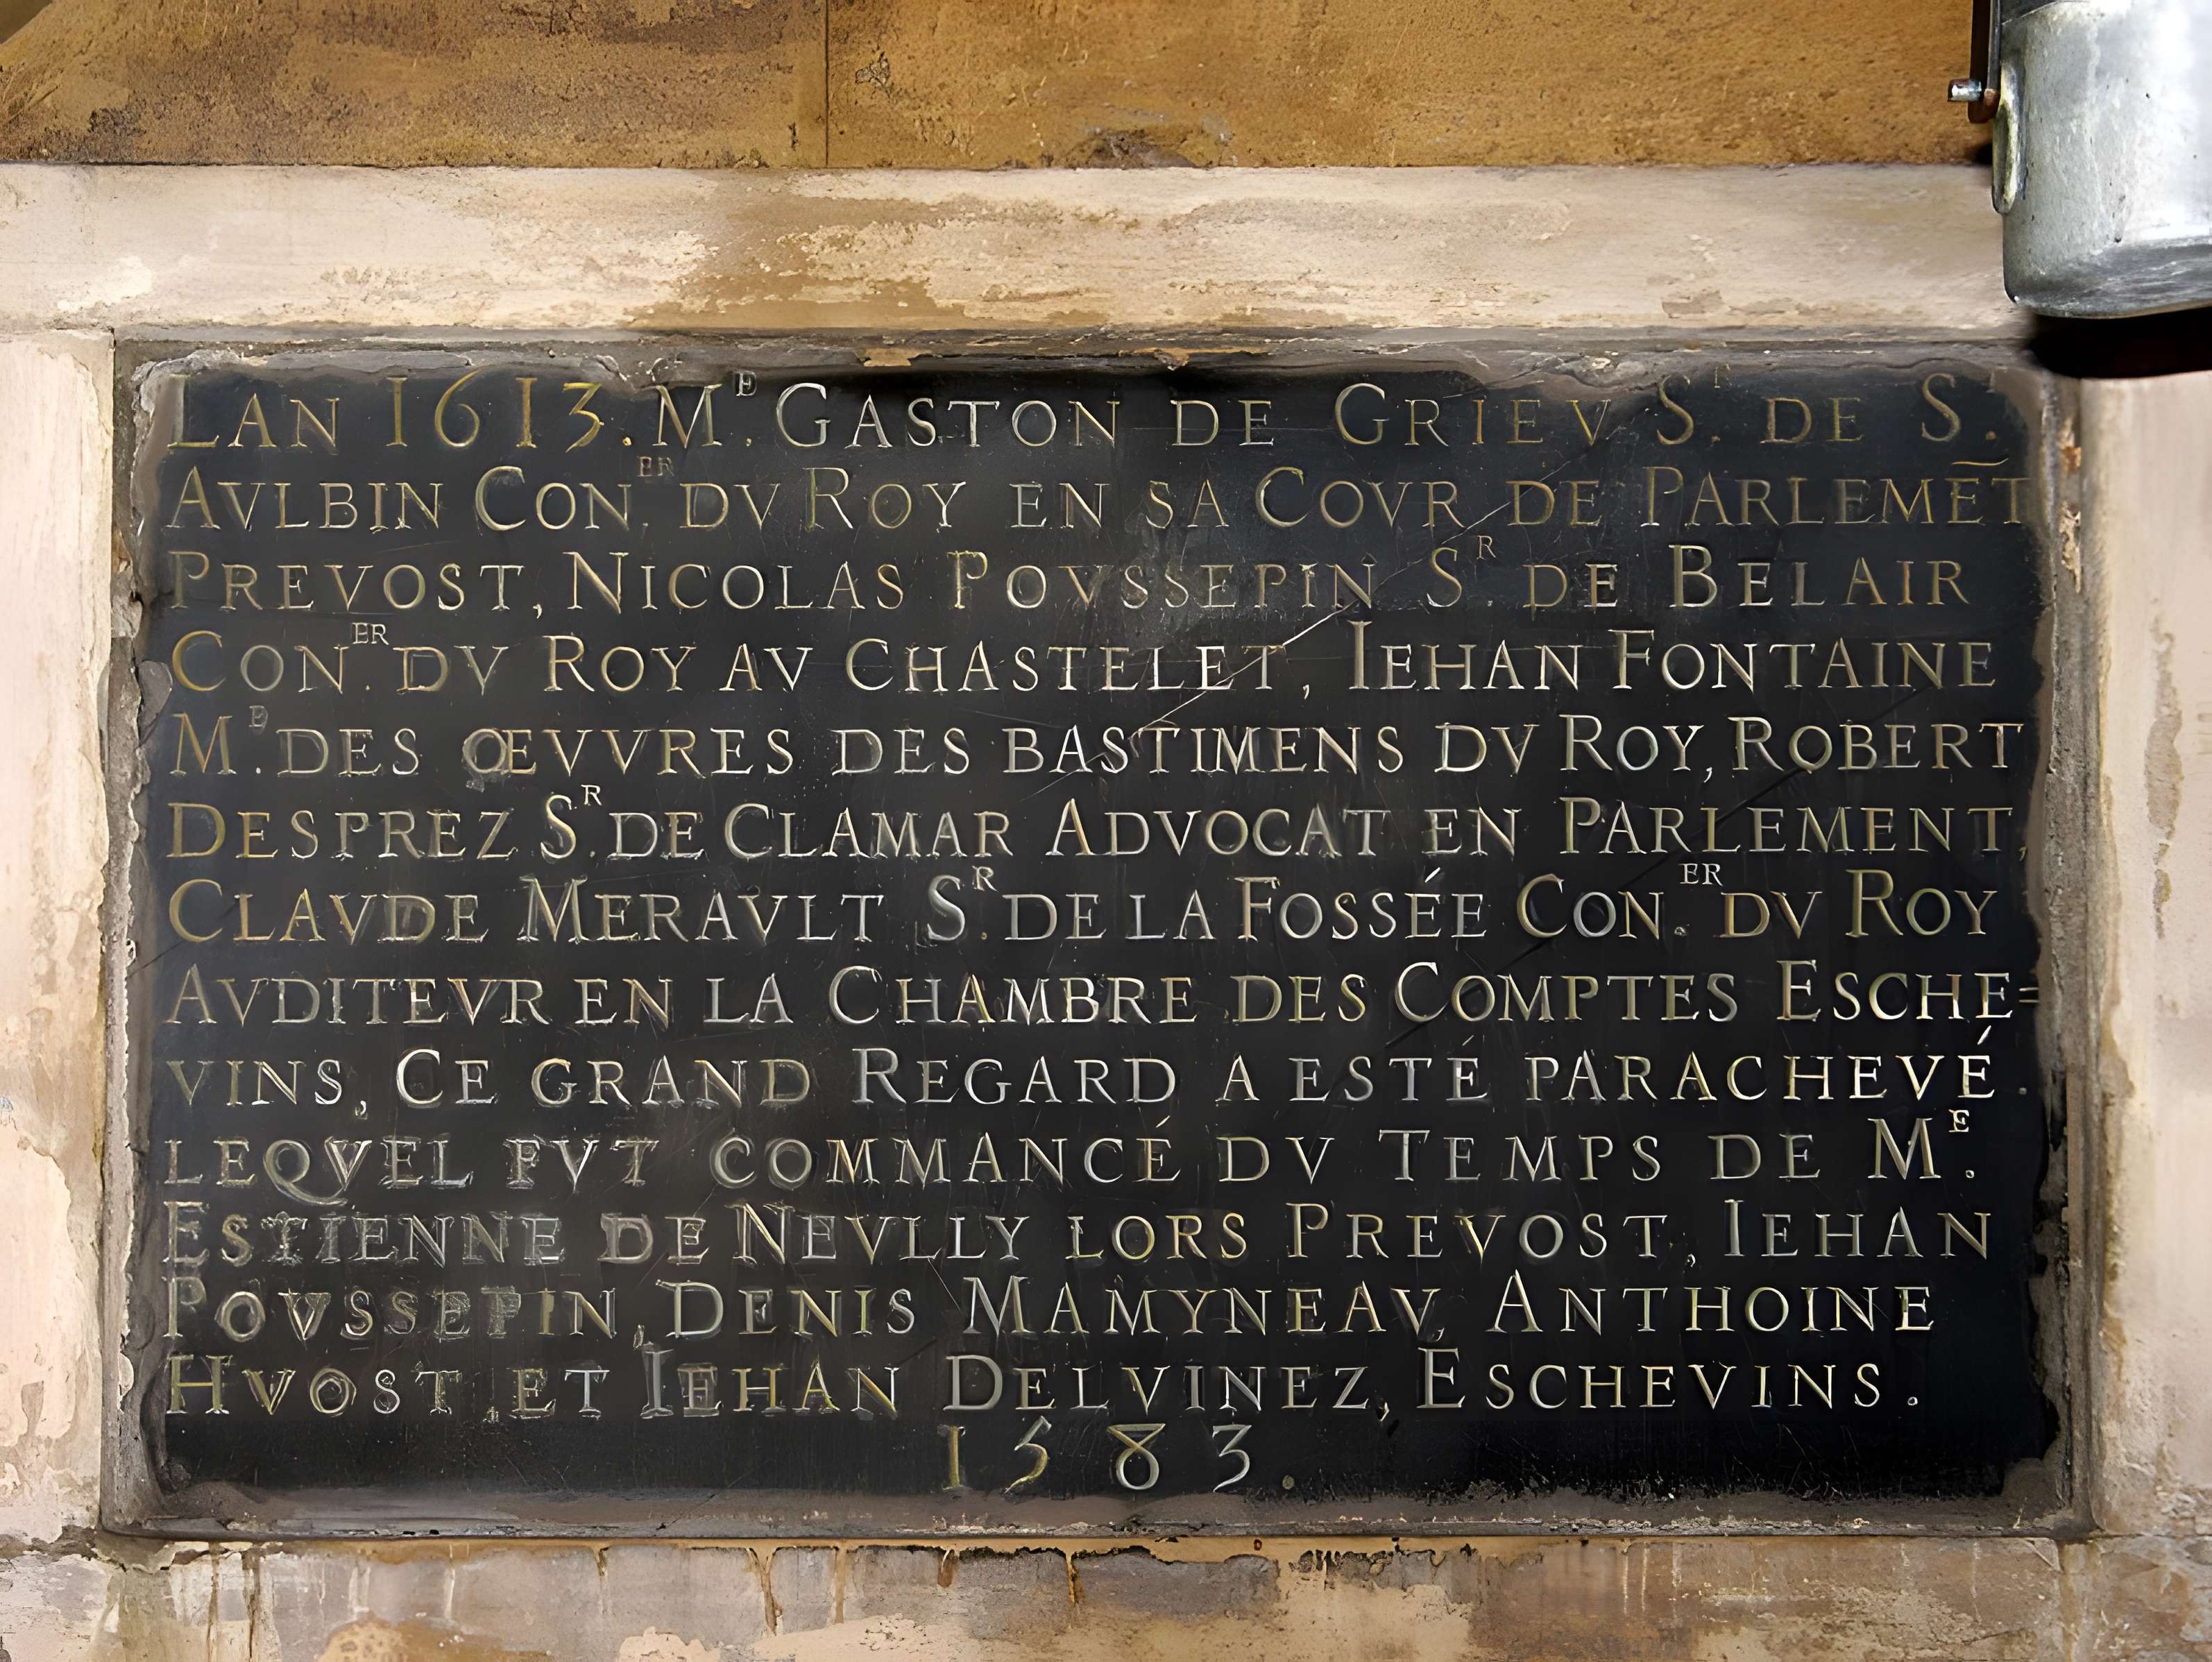 LAN 1613. Mᴱ. GASTON DE GRIEV Sᴿ. DE Sᵀ.
AVLBIN CONᴱᴿ. DV ROY EN SA COVR DE PARLEME̅T
PREVOST, NICOLAS POVSSEPIN Sᴿ. DE BELAIR
CONᴱᴿ. DV ROY AV CHASTELET, IEHAN FONTAINE
Mᴱ. DES ŒVVRES DES BASTIMENS DV ROY, ROBERT
DESPREZ Sᴿ. DE CLAMAR ADVOCAT EN PARLEMENT,
CLAVDE MERAVLT Sᴿ. DE LA FOSSÉE CONᴱᴿ. DV ROY
AVDITEVR EN LA CHAMBRE DES COMPTES ESCHE=
VINS, CE GRAND REGARD A ESTÉ PARACHEVÉ.
LEQVEL FVT COMMANCÉ DV TEMPS DE Mᴱ.
ESTIENNE DE NEVLLY LORS PREVOST, IEHAN
POVSSEPIN, DENIS MAMYNEAV, ANTHOINE
HVOST, ET IEHAN DELVINEZ, ESCHEVINS.
1583.